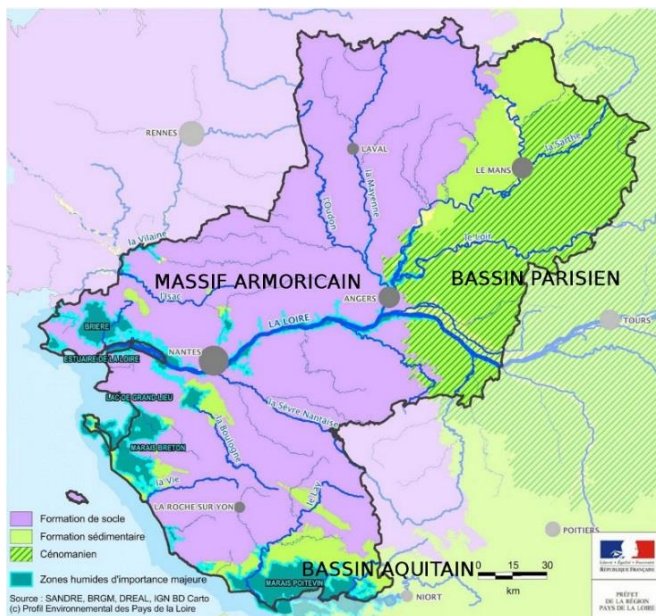 RENNES
LAVAL
LE MANS
la Sarthe
la Mayenne
l'Oudon
la Vilaine
le Loir
MASSIF ARMORICAIN
BASSIN PARISIEN
l'Isac
ANGERS
BRIÈRE
LA LOIRE
TOURS
ESTUAIRE DE LA LOIRE
NANTES
LAC DE GRAND-LIEU
la Sèvre Nantaise
la Boulogne
MARAIS BRETON
la Vie
le Lay
LA ROCHE-SUR YON
POITIERS
BASSIN AQUITAIN
MARAIS POITEVIN
NIORT
Formation de socle
Formation sédimentaire
Cénomanien
Zones humides d'importance majeure
Source : SANDRE, BRGM, DREAL, IGN BD Carto
(c) Profil Environnemental des Pays de la Loire
0 15 30
km
Liberté • Égalité • Fraternité
RÉPUBLIQUE FRANÇAISE
PRÉFET
DE LA RÉGION
PAYS DE LA LOIRE